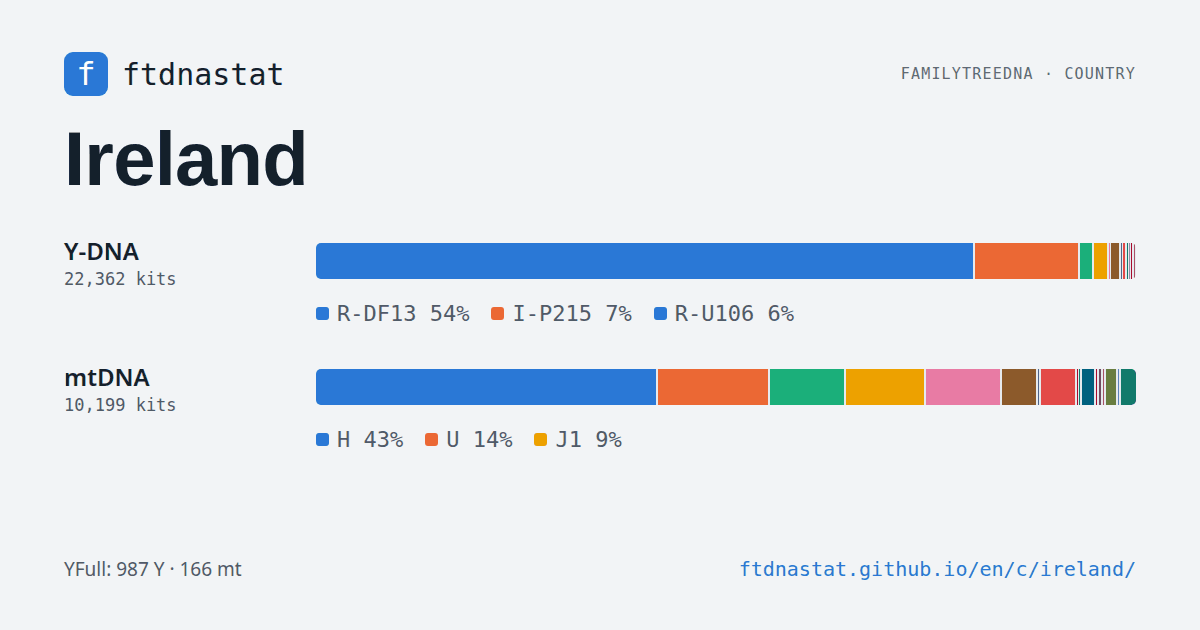 f ftdnastat
FAMILYTREEDNA · COUNTRY
Ireland
Y-DNA
22,362 kits
R-DF13 54% I-P215 7% R-U106 6%
mtDNA
10,199 kits
H 43% U 14% J1 9%
YFull: 987 Y · 166 mt
ftdnastat.github.io/en/c/ireland/